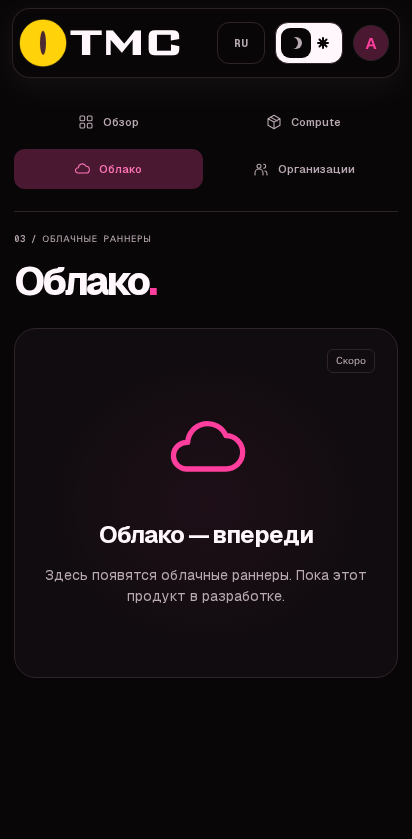 TMC
RU
A
Обзор
Compute
Облако
Организации
03 / ОБЛАЧНЫЕ РАННЕРЫ
Облако.
Скоро
Облако — впереди
Здесь появятся облачные раннеры. Пока этот
продукт в разработке.